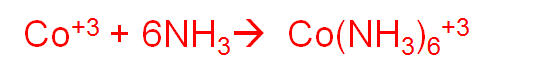 Co⁺³ + 6NH₃→ Co(NH₃)₆⁺³